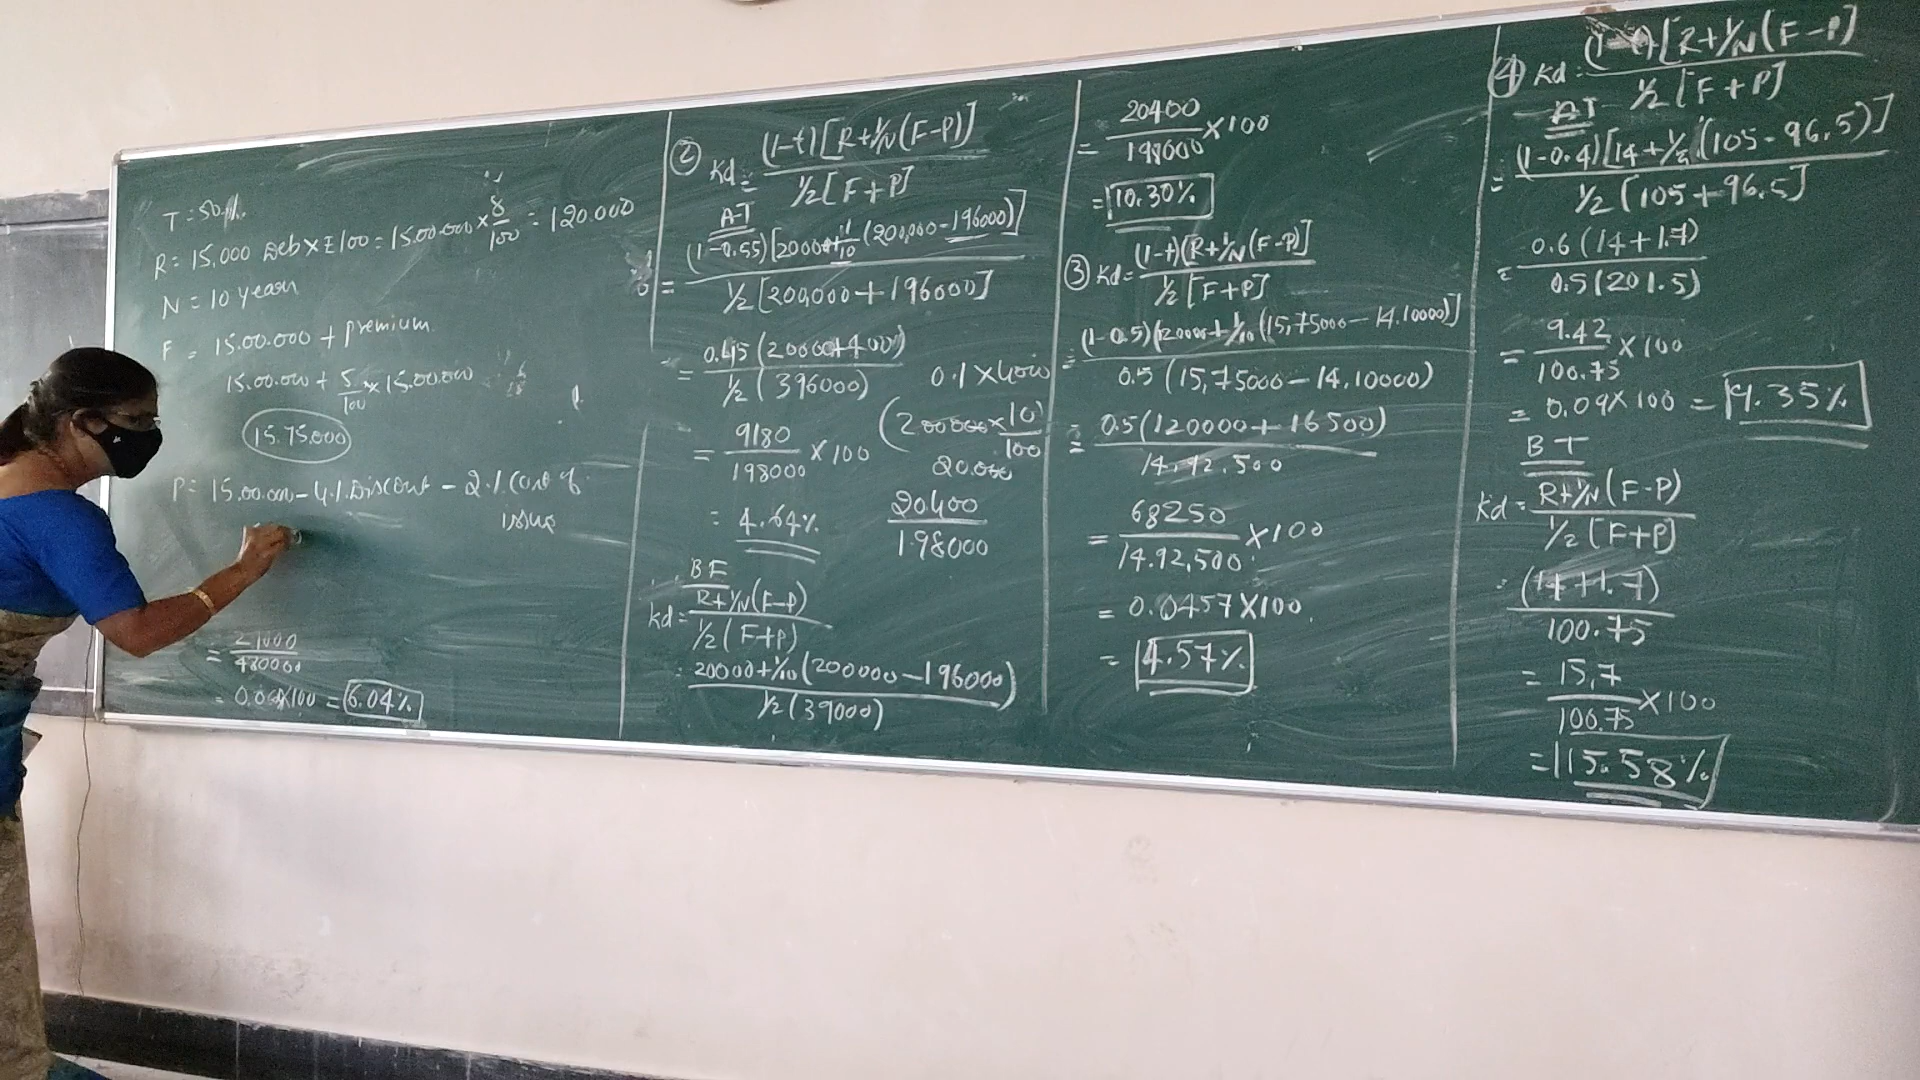 T = 50%
R = 15,000 Deb × ₤100 = 15,00,000 × 8/100 = 120,000
N = 10 years
F = 15.00.000 + premium
15.00.000 + 5/100 × 15.00.000
15.75.000
P = 15,00.000 – 4% Discount – 2% Cost of
issue
= 21000/480000
= × 100 = 6.04%
② Kd = (1-t)[R+1/N(F-P)] / ½[F+P]
A-T
= (1-0.55)[20000+1/10(200,000-196000)] / ½[200,000+196000]
= 0.45(20000+400) / ½(396000)
0.1 × 4000
= 9180/198000 × 100
(200000 × 10/100
20.000
= 4.64%
20400/198000
BF
Kd = R+1/N(F-P) / ½(F+P)
= 20000+1/10(200000-196000) / ½(39000)
= 20400/198000 × 100
= 10.30%
③ Kd = (1-t)(R+1/N(F-P)] / ½[F+P]
= (1-0.5)(120000+1/10(15,75000-14.10000)] / 0.5(15,75000-14,10000)
= 0.5(120000+16500) / 14.92.500
= 68250/14.92,500 × 100
= 0.0457 × 100
= 4.57%
④ Kd = (1-t)[R+1/N(F-P)] / ½[F+P]
AT
= (1-0.4)[14+1/5(105-96.5)] / ½[105+96.5]
= 0.6(14+1.7) / 0.5(201.5)
= 9.42/100.75 × 100
= 0.09 × 100 = 9.35%
BT
Kd = R+1/N(F-P) / ½[F+P]
= (14+1.7) / 100.75
= 15,7/100.75 × 100
= 15.58%